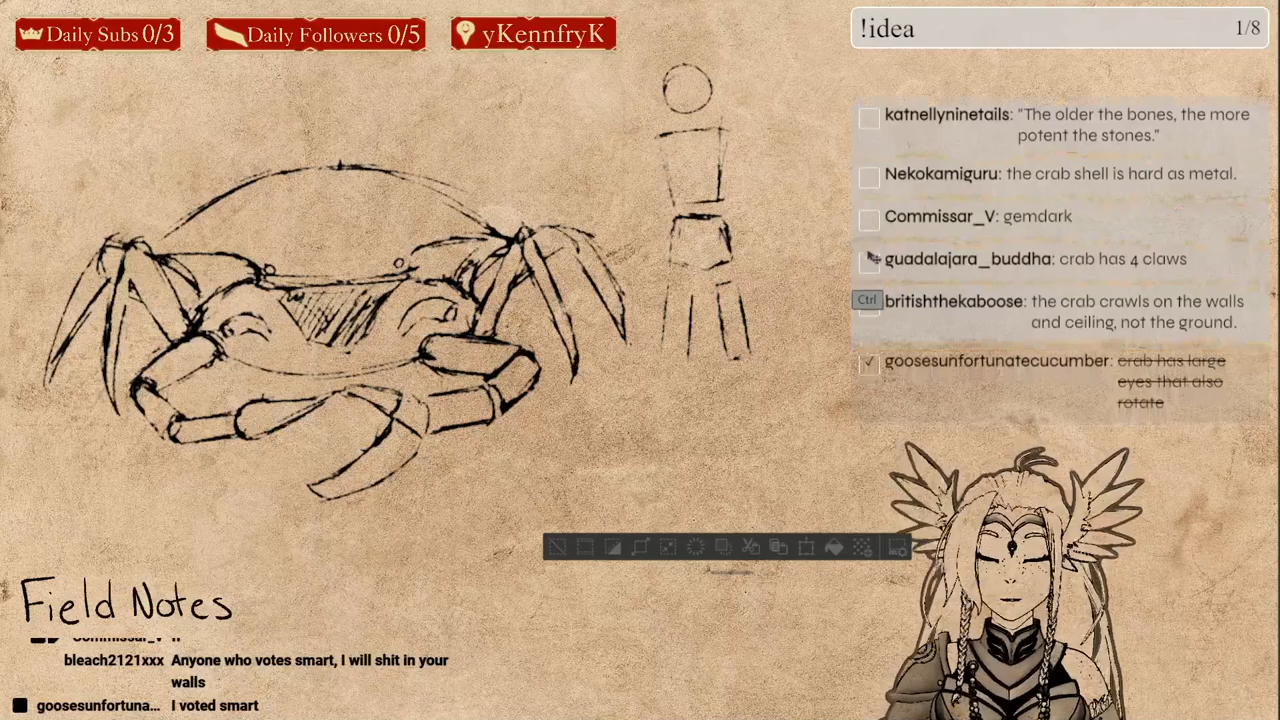 Daily Subs 0/3
Daily Followers 0/5
yKennfryK
!idea
1/8
katnellyninetails: "The older the bones, the more
potent the stones."
Nekokamiguru: the crab shell is hard as metal.
Commissar_V: gemdark
guadalajara_buddha: crab has 4 claws
Ctrl
britishthekaboose: the crab crawls on the walls
and ceiling, not the ground.
goosesunfortunatecucumber: crab has large
eyes that also
rotate
Field Notes
Commissar_V
bleach2121xxx Anyone who votes smart, I will shit in your
walls
goosesunfortuna... I voted smart